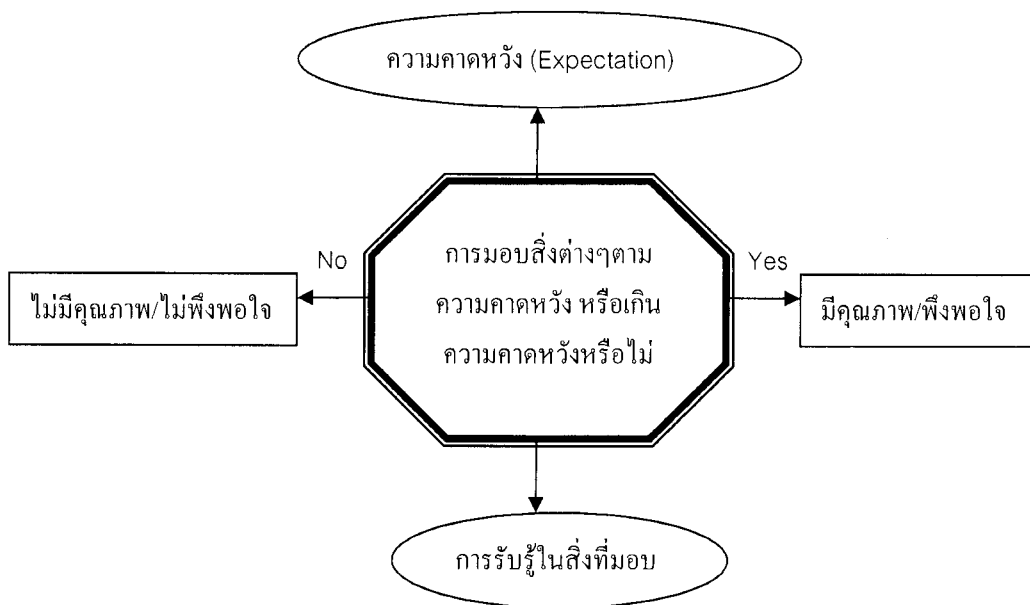 ความคาดหวัง (Expectation)
การมอบสิ่งต่างๆตาม
ความคาดหวัง หรือเกิน
ความคาดหวังหรือไม่
No
Yes
ไม่มีคุณภาพ/ไม่พึงพอใจ
มีคุณภาพ/พึงพอใจ
การรับรู้ในสิ่งที่มอบ